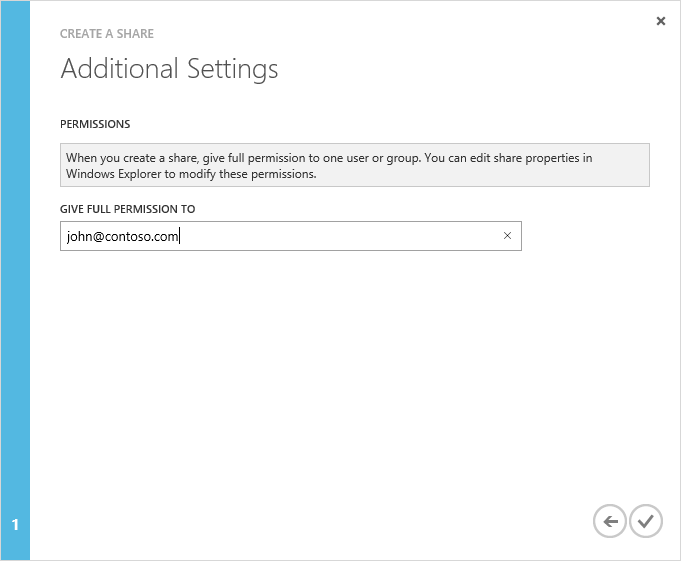 CREATE A SHARE
Additional Settings
PERMISSIONS
When you create a share, give full permission to one user or group. You can edit share properties in
Windows Explorer to modify these permissions.
GIVE FULL PERMISSION TO
john@contoso.com
1